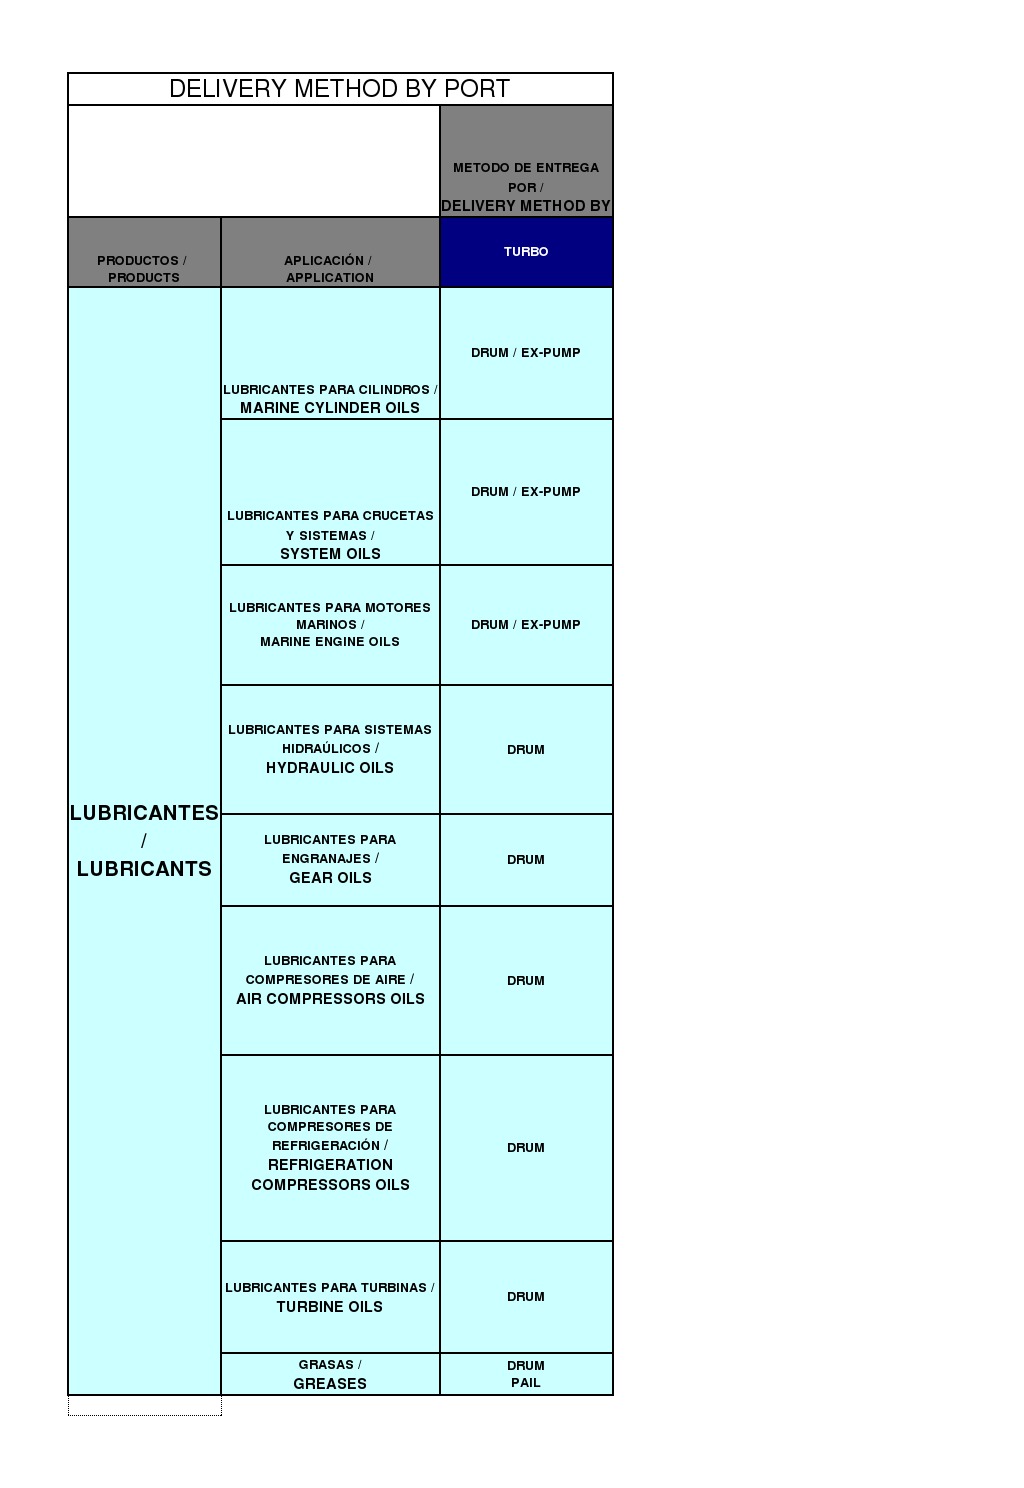 DELIVERY METHOD BY PORT
METODO DE ENTREGA
POR /
DELIVERY METHOD BY
PRODUCTOS /
PRODUCTS
APLICACIÓN /
APPLICATION
TURBO
LUBRICANTES
/
LUBRICANTS
LUBRICANTES PARA CILINDROS /
MARINE CYLINDER OILS
DRUM / EX-PUMP
LUBRICANTES PARA CRUCETAS
Y SISTEMAS /
SYSTEM OILS
DRUM / EX-PUMP
LUBRICANTES PARA MOTORES
MARINOS /
MARINE ENGINE OILS
DRUM / EX-PUMP
LUBRICANTES PARA SISTEMAS
HIDRAÚLICOS /
HYDRAULIC OILS
DRUM
LUBRICANTES PARA
ENGRANAJES /
GEAR OILS
DRUM
LUBRICANTES PARA
COMPRESORES DE AIRE /
AIR COMPRESSORS OILS
DRUM
LUBRICANTES PARA
COMPRESORES DE
REFRIGERACIÓN /
REFRIGERATION
COMPRESSORS OILS
DRUM
LUBRICANTES PARA TURBINAS /
TURBINE OILS
DRUM
GRASAS /
GREASES
DRUM
PAIL